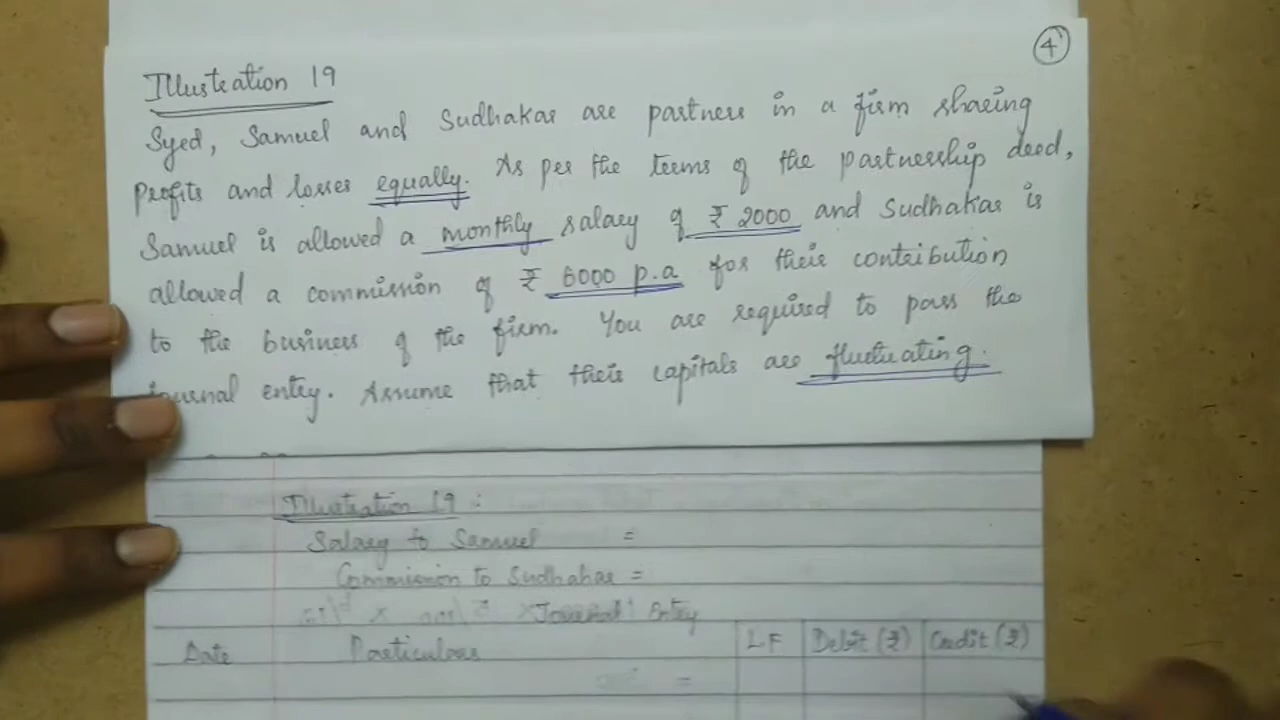 4
Illustration 19
Syed, Samuel and Sudhakar are partners in a firm sharing
Profits and losses equally. As per the terms of the partnership deed,
Samuel is allowed a monthly salary of ₹ 2000 and Sudhakar is
allowed a commission of ₹ 6000 p.a for their contribution
to the business of the firm. You are required to pass the
journal entry. Assume that their capitals are fluctuating.
Illustration 19 :
Salary to Samuel =
Commission to Sudhakar =
Journal Entry
Date Particulars LF Debit (₹) Credit (₹)
=